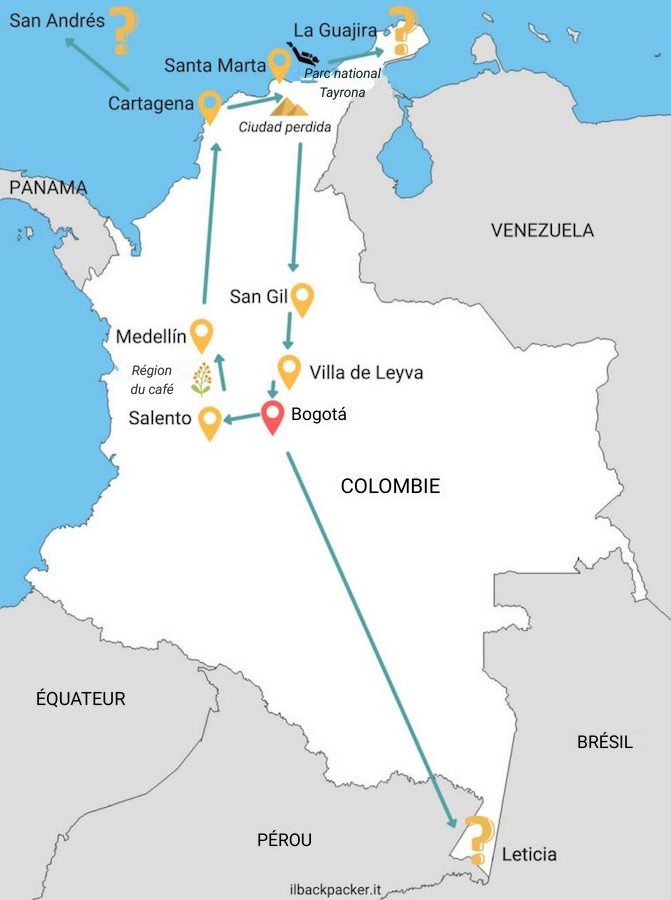 San Andrés
?
La Guajira
?
Santa Marta
Parc national
Tayrona
Cartagena
Ciudad perdida
PANAMA
VENEZUELA
San Gil
Medellín
Région
du café
Villa de Leyva
Salento
Bogotá
COLOMBIE
ÉQUATEUR
BRÉSIL
PÉROU
?
Leticia
ilbackpacker.it